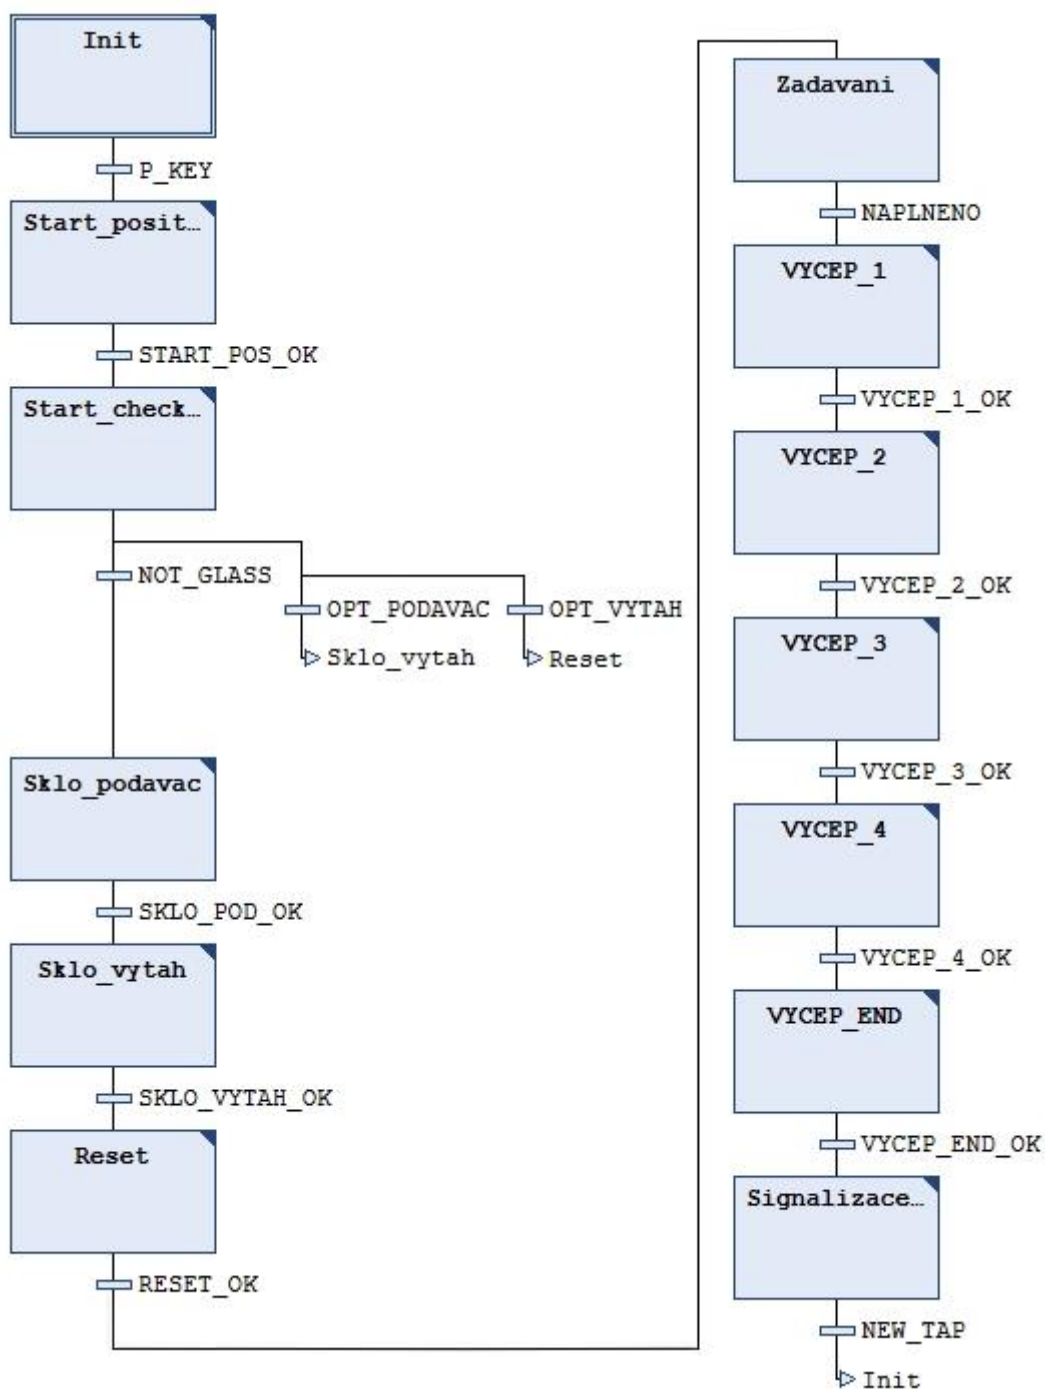 Init
P_KEY
Start_posit…
START_POS_OK
Start_check…
NOT_GLASS
OPT_PODAVAC
OPT_VYTAH
Sklo_vytah
Reset
Sklo_podavac
SKLO_POD_OK
Sklo_vytah
SKLO_VYTAH_OK
Reset
RESET_OK
Zadavani
NAPLNENO
VYCEP_1
VYCEP_1_OK
VYCEP_2
VYCEP_2_OK
VYCEP_3
VYCEP_3_OK
VYCEP_4
VYCEP_4_OK
VYCEP_END
VYCEP_END_OK
Signalizace…
NEW_TAP
Init